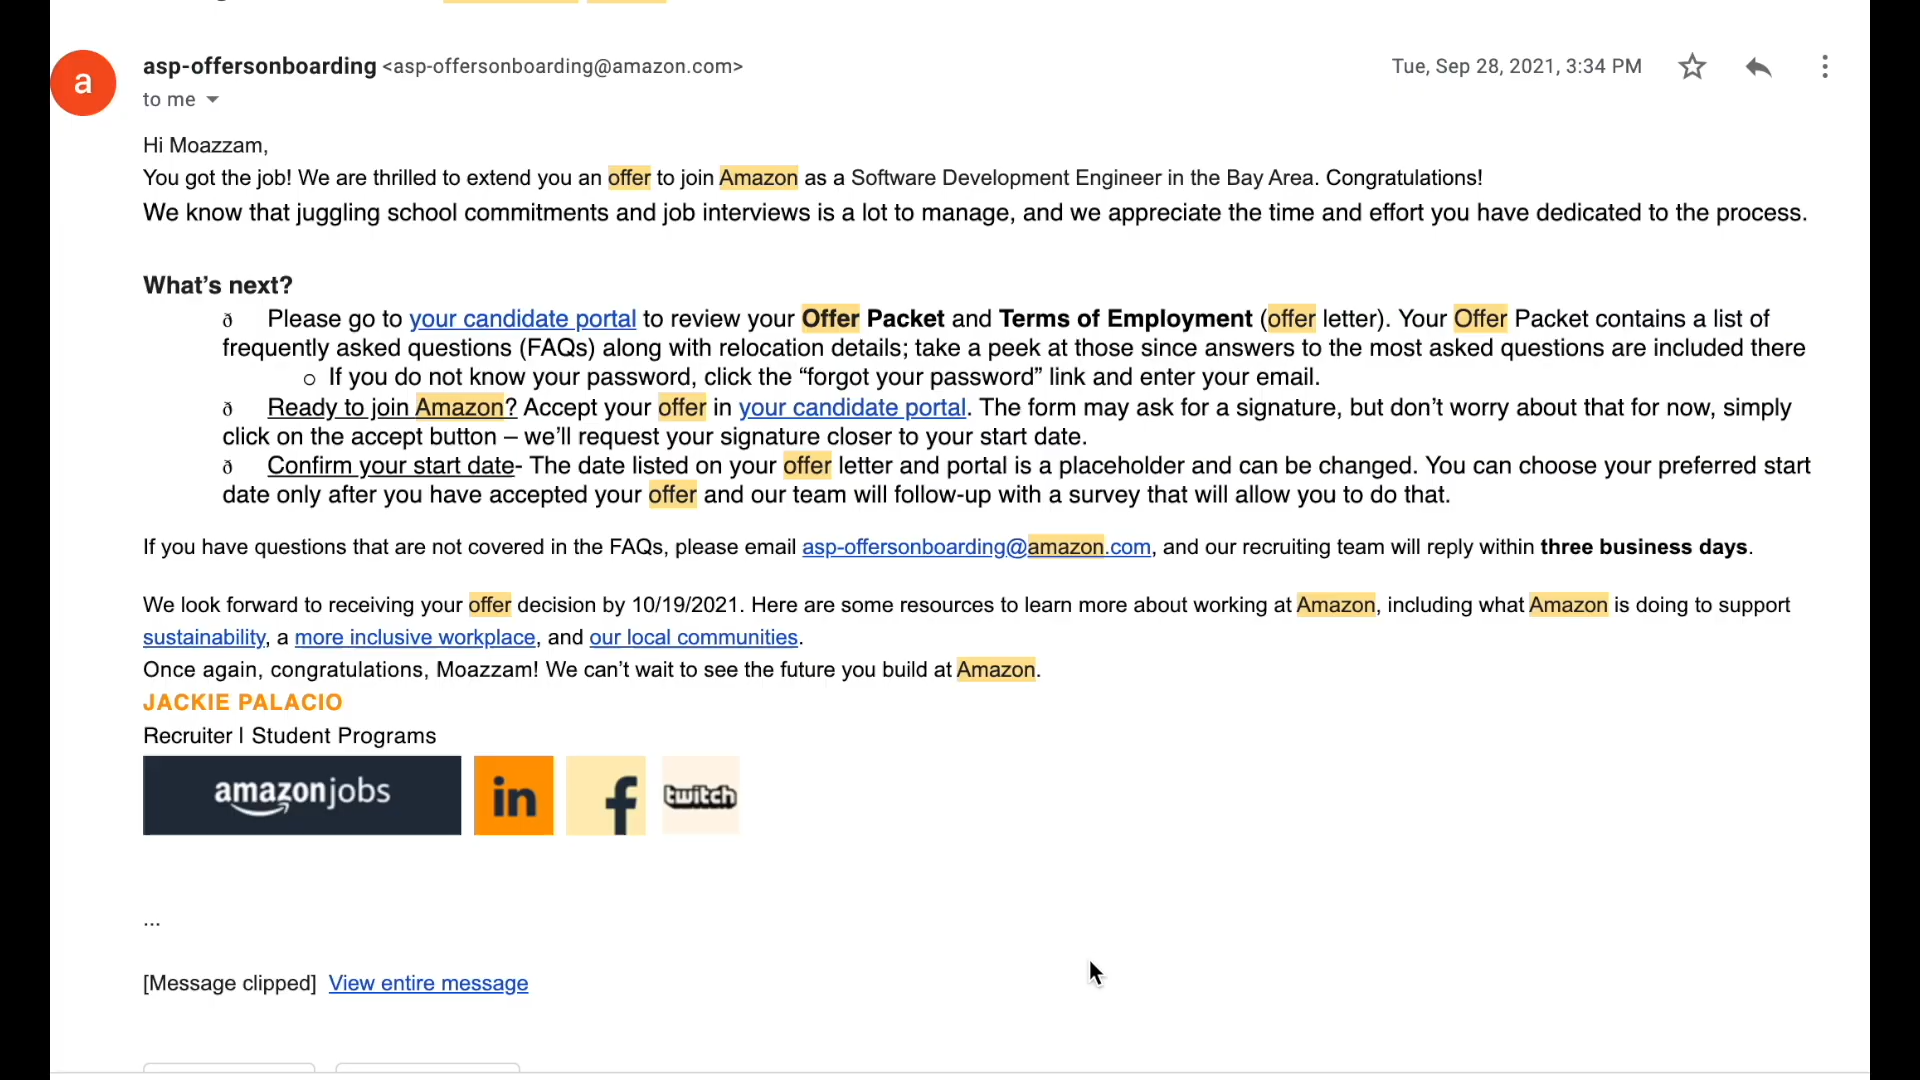 asp-offersonboarding <asp-offersonboarding@amazon.com>
Tue, Sep 28, 2021, 3:34 PM
a
to me
Hi Moazzam,
You got the job! We are thrilled to extend you an offer to join Amazon as a Software Development Engineer in the Bay Area. Congratulations!
We know that juggling school commitments and job interviews is a lot to manage, and we appreciate the time and effort you have dedicated to the process.
What’s next?
ð Please go to your candidate portal to review your Offer Packet and Terms of Employment (offer letter). Your Offer Packet contains a list of
frequently asked questions (FAQs) along with relocation details; take a peek at those since answers to the most asked questions are included there
o If you do not know your password, click the “forgot your password” link and enter your email.
ð Ready to join Amazon? Accept your offer in your candidate portal. The form may ask for a signature, but don’t worry about that for now, simply
click on the accept button – we’ll request your signature closer to your start date.
ð Confirm your start date- The date listed on your offer letter and portal is a placeholder and can be changed. You can choose your preferred start
date only after you have accepted your offer and our team will follow-up with a survey that will allow you to do that.
If you have questions that are not covered in the FAQs, please email asp-offersonboarding@amazon.com, and our recruiting team will reply within three business days.
We look forward to receiving your offer decision by 10/19/2021. Here are some resources to learn more about working at Amazon, including what Amazon is doing to support
sustainability, a more inclusive workplace, and our local communities.
Once again, congratulations, Moazzam! We can’t wait to see the future you build at Amazon.
JACKIE PALACIO
Recruiter | Student Programs
amazonjobs in f twitch
...
[Message clipped] View entire message